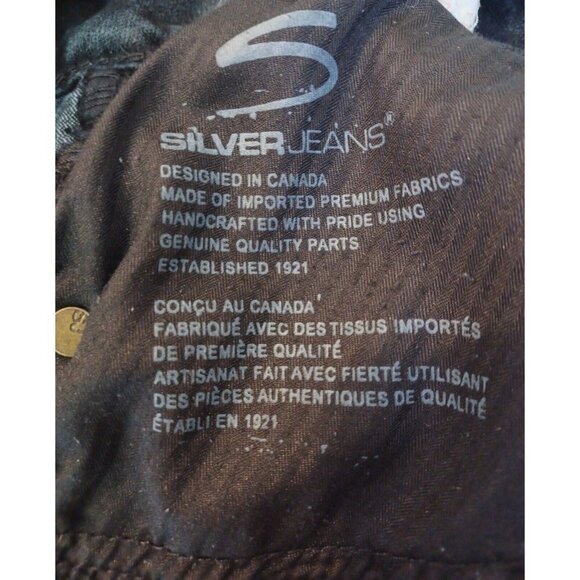 S
SILVERJEANS®
DESIGNED IN CANADA
MADE OF IMPORTED PREMIUM FABRICS
HANDCRAFTED WITH PRIDE USING
GENUINE QUALITY PARTS
ESTABLISHED 1921
CONÇU AU CANADA
FABRIQUÉ AVEC DES TISSUS IMPORTÉS
DE PREMIÈRE QUALITÉ
ARTISANAT FAIT AVEC FIERTÉ UTILISANT
DES PIÈCES AUTHENTIQUES DE QUALITÉ
ÉTABLI EN 1921